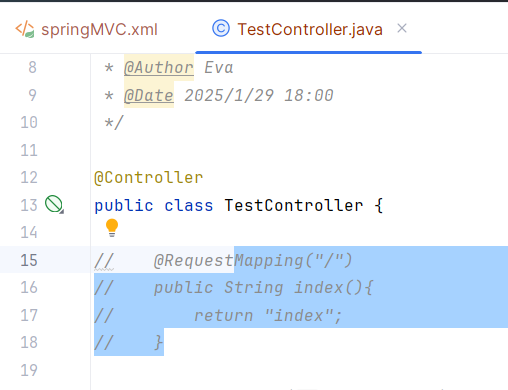 springMVC.xml
TestController.java
8 * @Author Eva
9 * @Date 2025/1/29 18:00
10 */
11
12 @Controller
13 public class TestController {
14
15 //    @RequestMapping("/")
16 //    public String index(){
17 //        return "index";
18 //    }
19